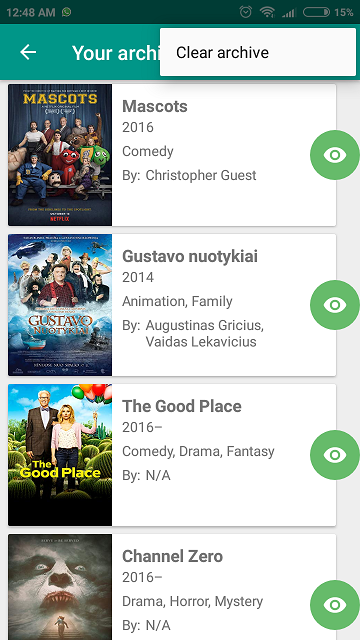 12:48 AM
15%
Your archi
Clear archive
MASCOTS
NETFLIX
Mascots
2016
Comedy
By: Christopher Guest
GUSTAVO
NUOTYKIAI
Gustavo nuotykiai
2014
Animation, Family
By: Augustinas Gricius,
Vaidas Lekavicius
The
Good Place
The Good Place
2016–
Comedy, Drama, Fantasy
By: N/A
Channel Zero
2016–
Drama, Horror, Mystery
By: N/A